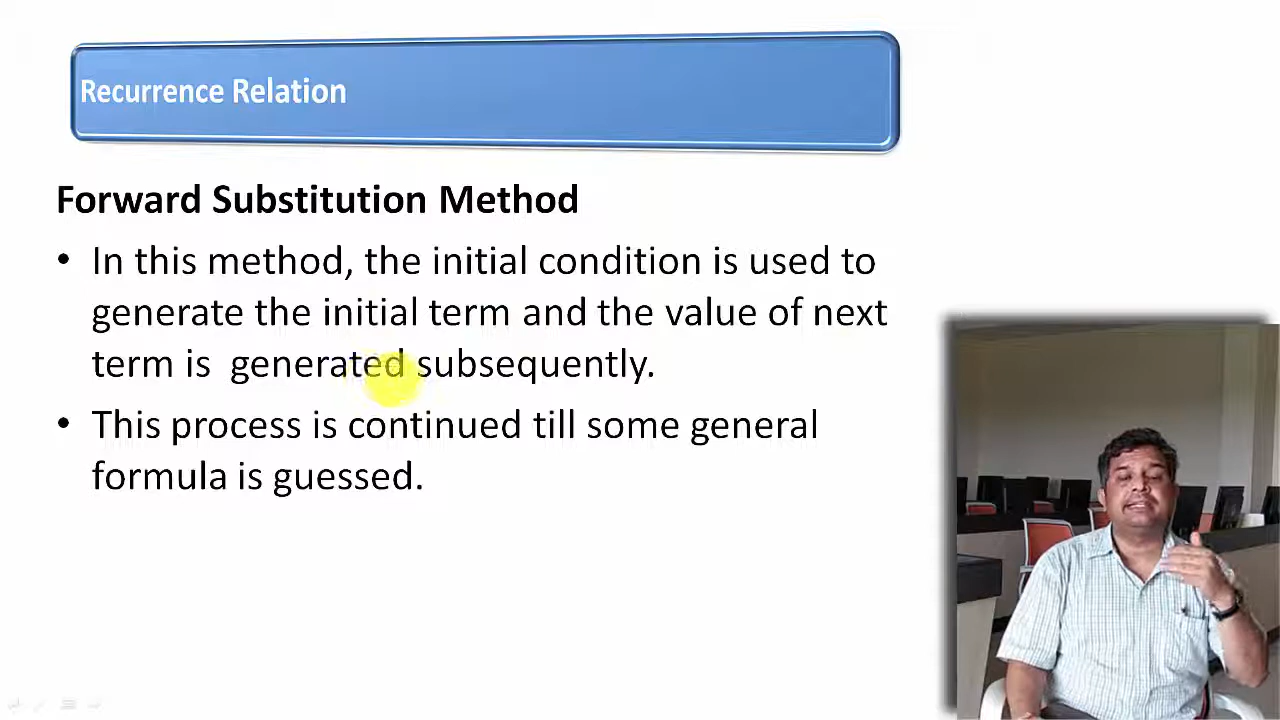 Recurrence Relation
Forward Substitution Method
• In this method, the initial condition is used to
generate the initial term and the value of next
term is generated subsequently.
• This process is continued till some general
formula is guessed.